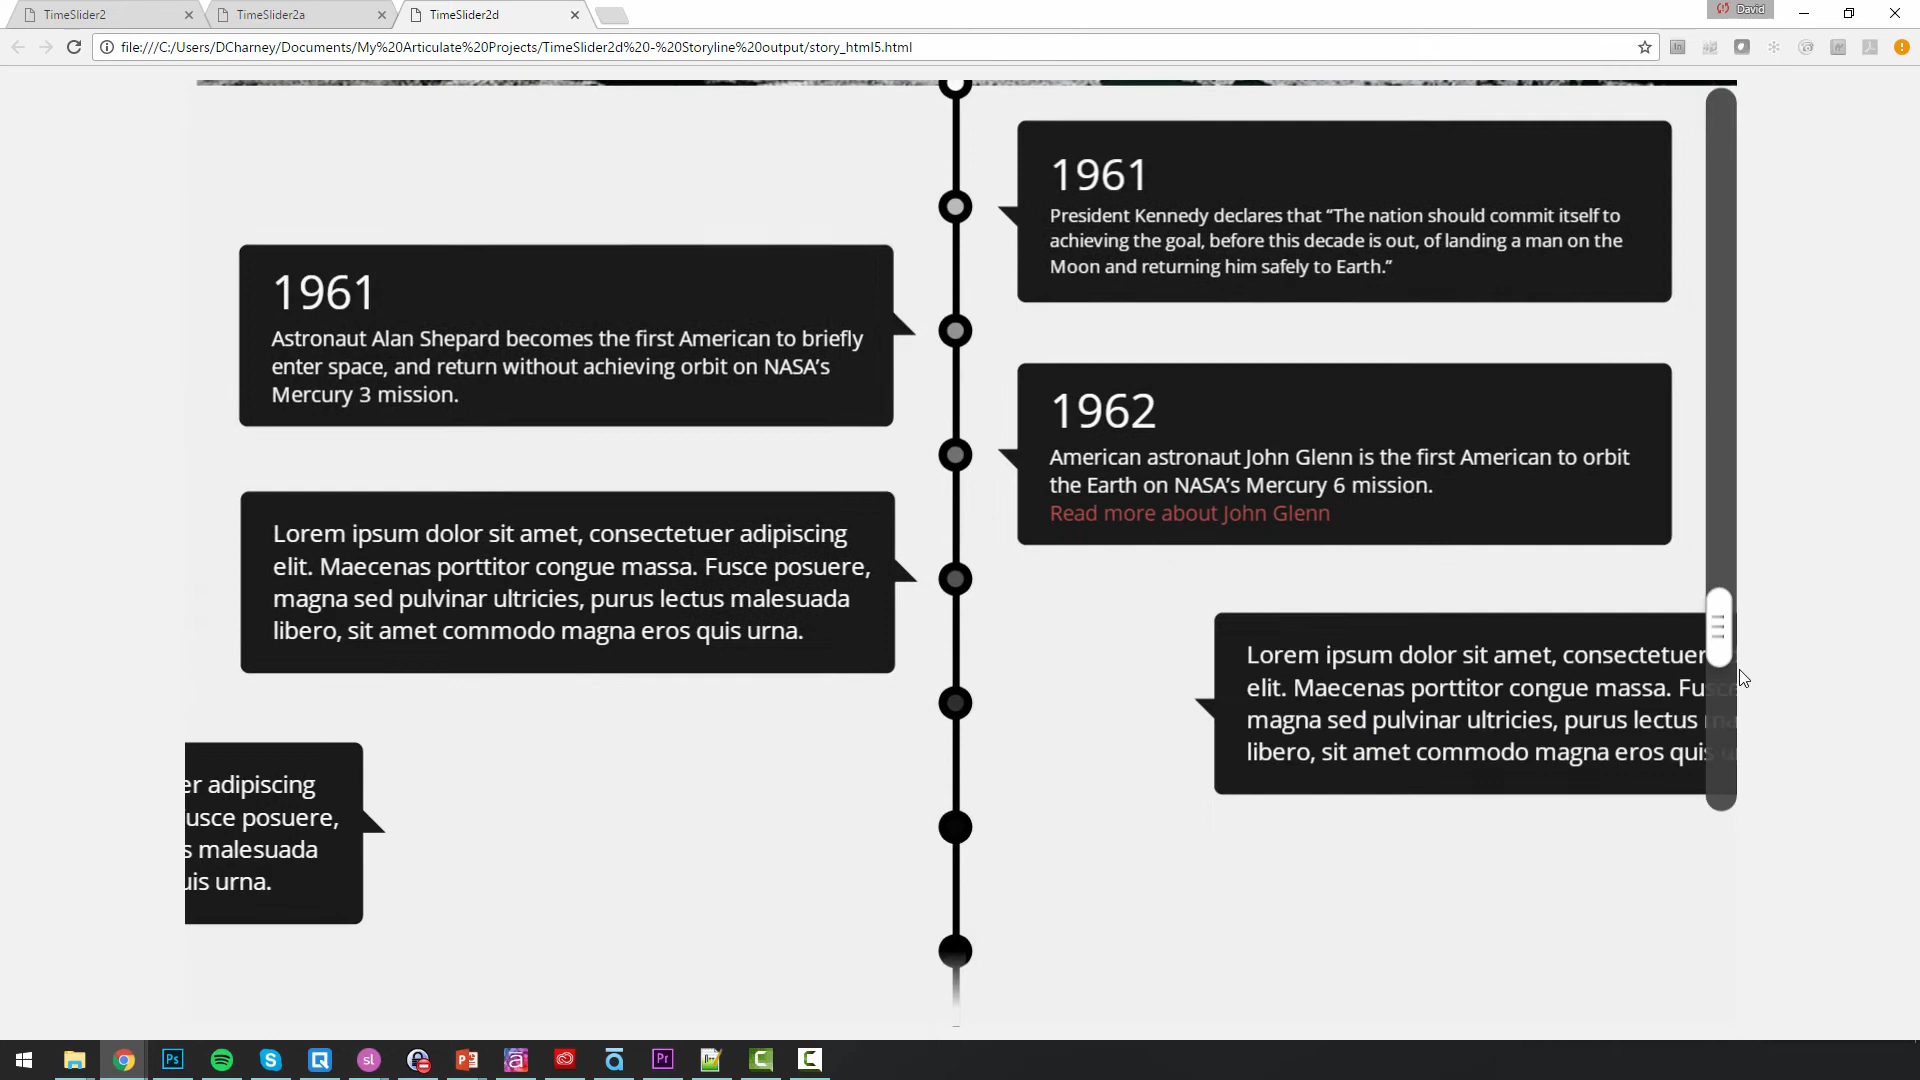 TimeSlider2
TimeSlider2a
TimeSlider2d
David
file:///C:/Users/DCharney/Documents/My%20Articulate%20Projects/TimeSlider2d%20-%20Storyline%20output/story_html5.html
1961
President Kennedy declares that “The nation should commit itself to
achieving the goal, before this decade is out, of landing a man on the
Moon and returning him safely to Earth.”
1961
Astronaut Alan Shepard becomes the first American to briefly
enter space, and return without achieving orbit on NASA’s
Mercury 3 mission.
1962
American astronaut John Glenn is the first American to orbit
the Earth on NASA’s Mercury 6 mission.
Read more about John Glenn
Lorem ipsum dolor sit amet, consectetuer adipiscing
elit. Maecenas porttitor congue massa. Fusce posuere,
magna sed pulvinar ultricies, purus lectus malesuada
libero, sit amet commodo magna eros quis urna.
Lorem ipsum dolor sit amet, consectetuer
elit. Maecenas porttitor congue massa. Fusce
magna sed pulvinar ultricies, purus lectus ma
libero, sit amet commodo magna eros quis u
er adipiscing
usce posuere,
s malesuada
uis urna.
Ps
sl
Pr